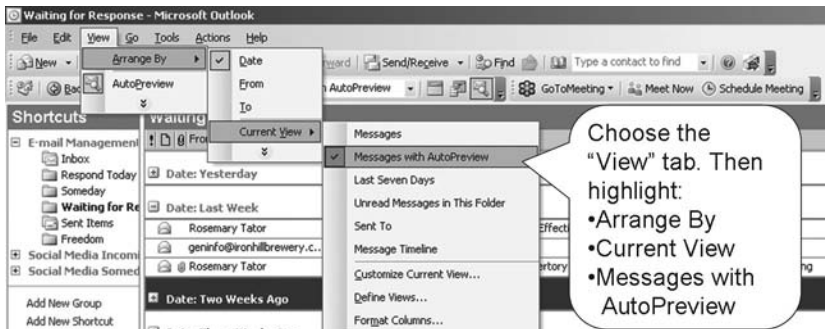 Waiting for Response - Microsoft Outlook
File Edit View Go Tools Actions Help
New
Arrange By
Date
Send/Receive
Find
Type a contact to find
AutoPreview
From
AutoPreview
GoToMeeting
Meet Now
Schedule Meeting
To
Current View
Shortcuts
E-mail Management
Inbox
Respond Today
Someday
Waiting for Re
Sent Items
Freedom
Social Media Incomi
Social Media Somed
Add New Group
Add New Shortcut
Date: Yesterday
Date: Last Week
Rosemary Tator
geninfo@ironhillbrewery.c...
Rosemary Tator
Date: Two Weeks Ago
Messages
Messages with AutoPreview
Last Seven Days
Unread Messages in This Folder
Sent To
Message Timeline
Customize Current View...
Define Views...
Format Columns...
Choose the
“View” tab. Then
highlight:
•Arrange By
•Current View
•Messages with
AutoPreview